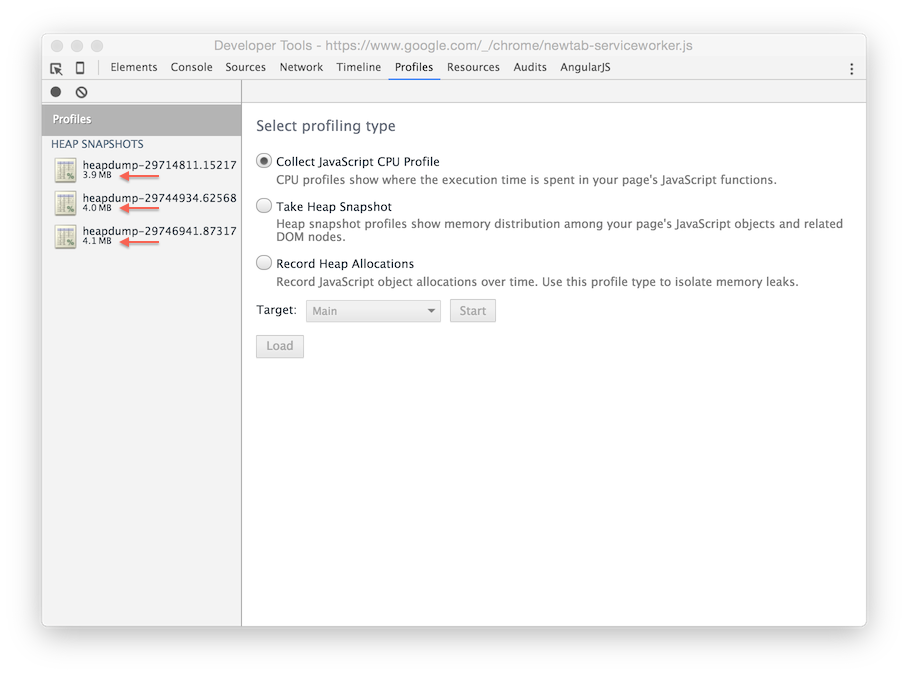 Developer Tools - https://www.google.com/_/chrome/newtab-serviceworker.js
Elements Console Sources Network Timeline Profiles Resources Audits AngularJS
Profiles
HEAP SNAPSHOTS
heapdump-29714811.15217
3.9 MB
heapdump-29744934.62568
4.0 MB
heapdump-29746941.87317
4.1 MB
Select profiling type
Collect JavaScript CPU Profile
CPU profiles show where the execution time is spent in your page's JavaScript functions.
Take Heap Snapshot
Heap snapshot profiles show memory distribution among your page's JavaScript objects and related
DOM nodes.
Record Heap Allocations
Record JavaScript object allocations over time. Use this profile type to isolate memory leaks.
Target: Main Start
Load